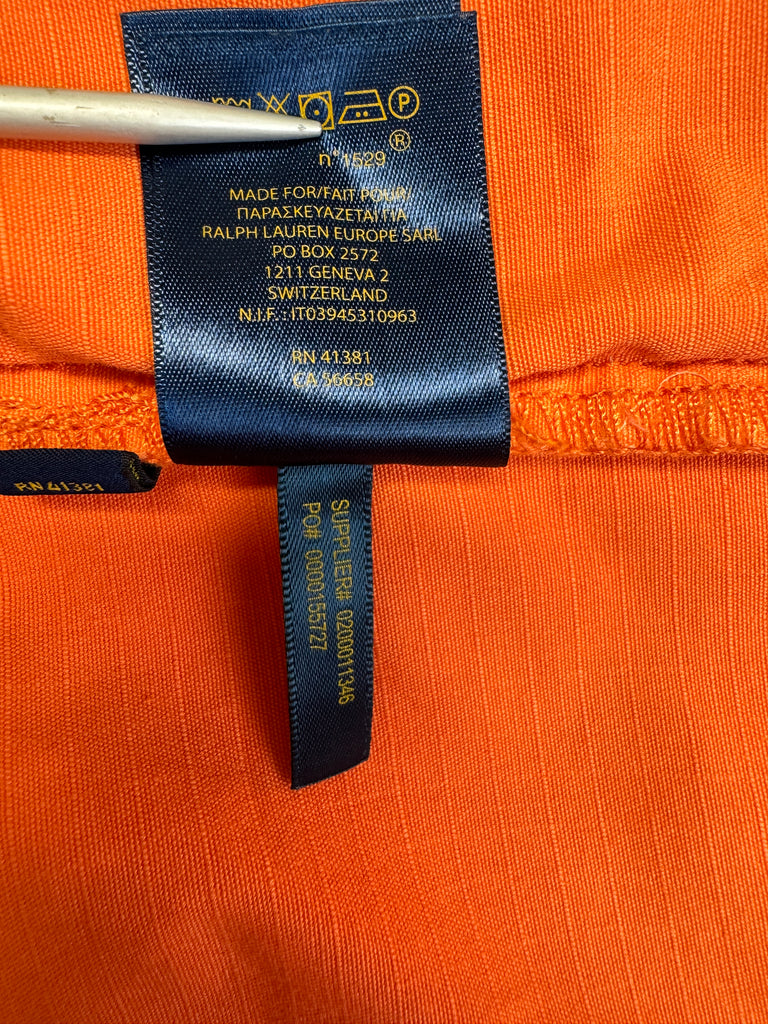 P
®
n° 1529
MADE FOR/FAIT POUR/
ΠΑΡΑΣΚΕΥΑΖΕΤΑΙ ΓΙΑ
RALPH LAUREN EUROPE SARL
PO BOX 2572
1211 GENEVA 2
SWITZERLAND
N.I.F. : IT03945310963
RN 41381
CA 56658
RN 41381
SUPPLIER# 0200011346
PO# 0000155727